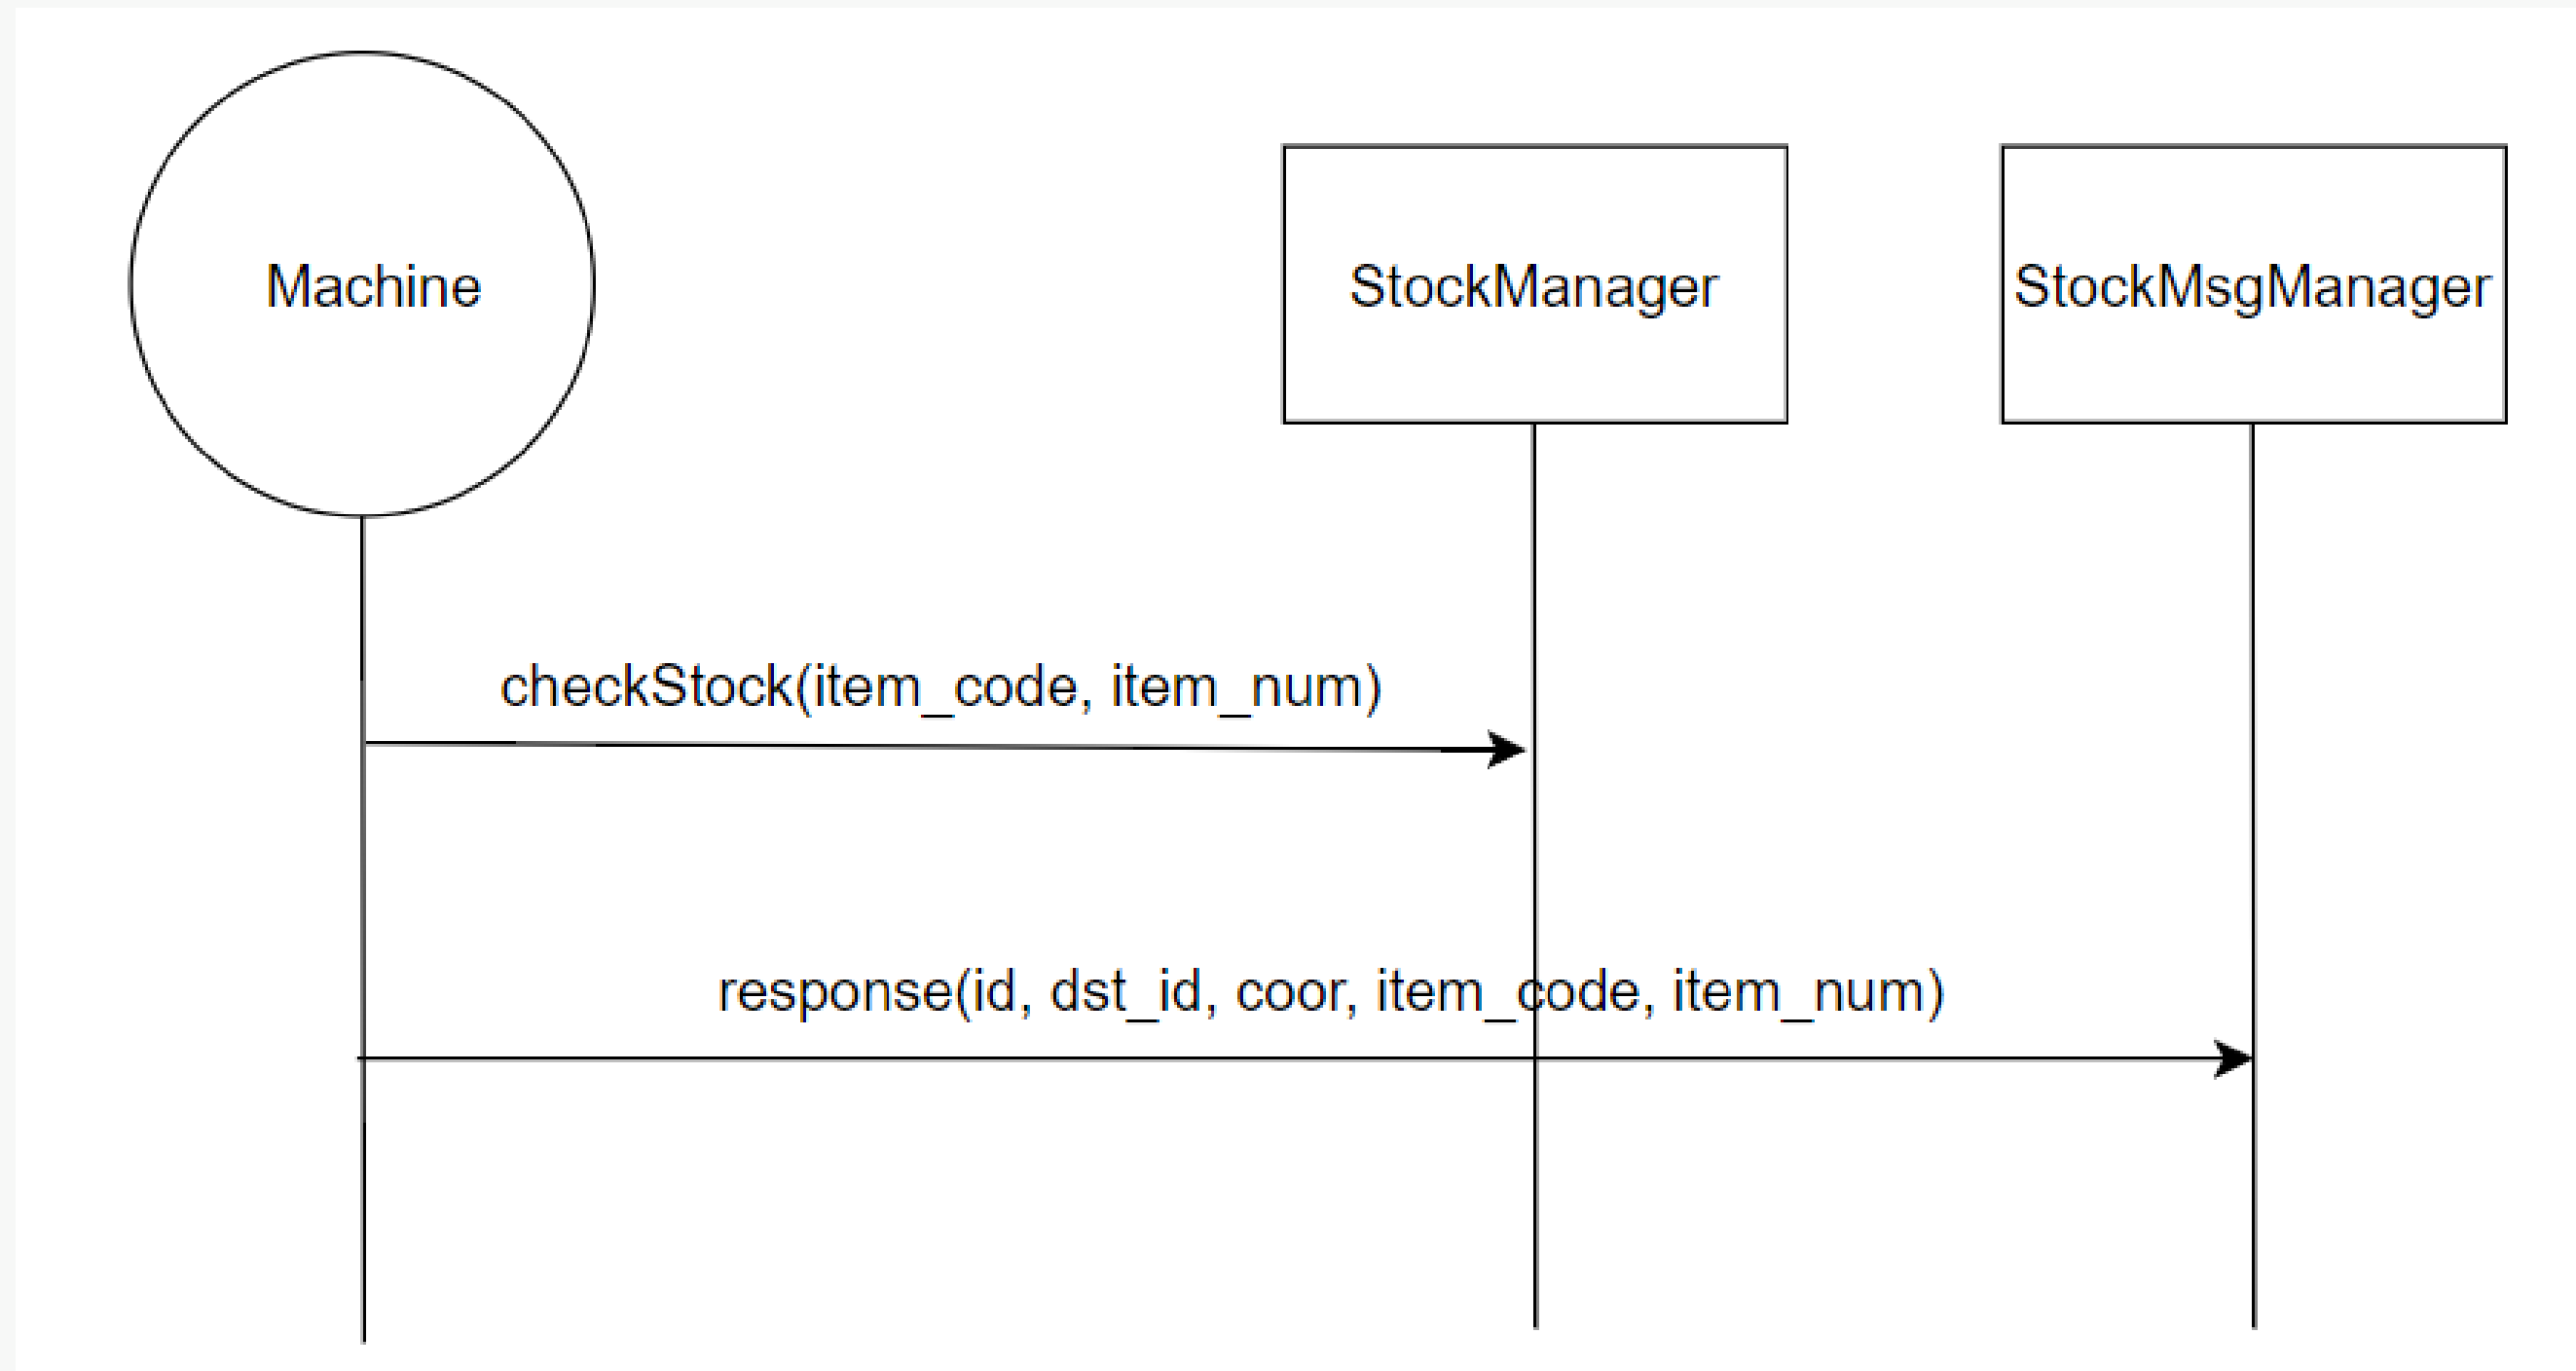 Machine
StockManager
StockMsgManager
checkStock(item_code, item_num)
response(id, dst_id, coor, item_code, item_num)